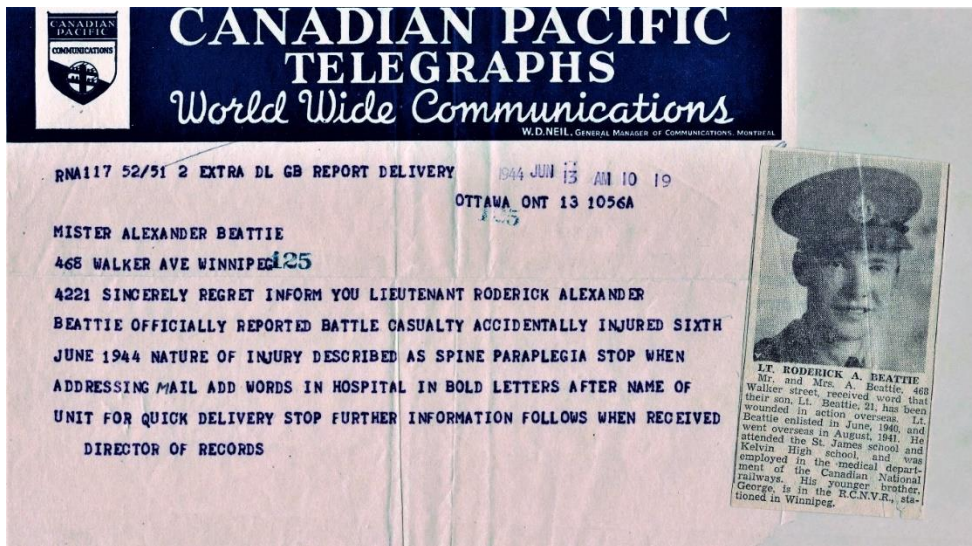 CANADIAN
PACIFIC
COMMUNICATIONS
CANADIAN PACIFIC
TELEGRAPHS
World Wide Communications
W.D.NEIL, GENERAL MANAGER OF COMMUNICATIONS. MONTREAL
RNA117 52/51 2 EXTRA DL GB REPORT DELIVERY 1944 JUN 13 AM 10 19
OTTAWA ONT 13 1056A
125
MISTER ALEXANDER BEATTIE
468 WALKER AVE WINNIPEG 125
4221 SINCERELY REGRET INFORM YOU LIEUTENANT RODERICK ALEXANDER
BEATTIE OFFICIALLY REPORTED BATTLE CASUALTY ACCIDENTALLY INJURED SIXTH
JUNE 1944 NATURE OF INJURY DESCRIBED AS SPINE PARAPLEGIA STOP WHEN
ADDRESSING MAIL ADD WORDS IN HOSPITAL IN BOLD LETTERS AFTER NAME OF
UNIT FOR QUICK DELIVERY STOP FURTHER INFORMATION FOLLOWS WHEN RECEIVED
DIRECTOR OF RECORDS
LT. RODERICK A. BEATTIE
Mr. and Mrs. A. Beattie, 468
Walker street, received word that
their son, Lt. Beattie, 21, has been
wounded in action overseas. Lt.
Beattie enlisted in June, 1940, and
went overseas in August, 1941. He
attended the St. James school and
Kelvin High school, and was
employed in the medical depart-
ment of the Canadian National
railways. His younger brother,
George, is in the R.C.N.V.R., sta-
tioned in Winnipeg.